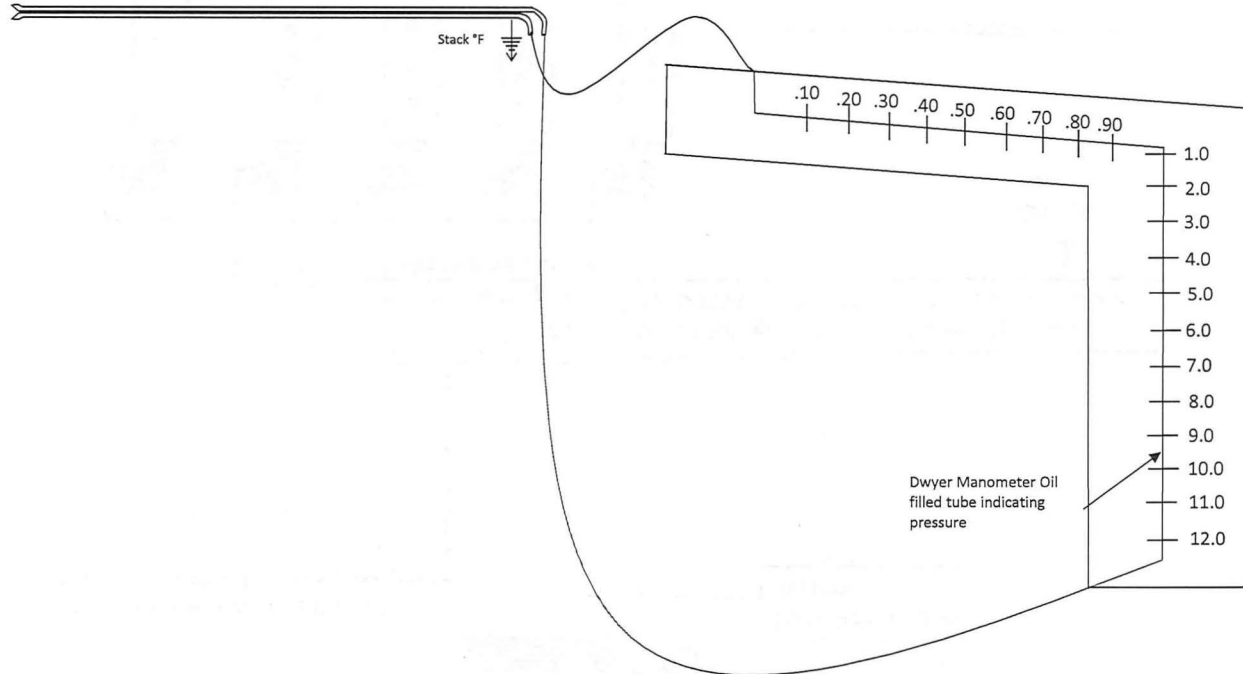 Stack °F
.10 .20 .30 .40 .50 .60 .70 .80 .90
1.0
2.0
3.0
4.0
5.0
6.0
7.0
8.0
9.0
10.0
11.0
12.0
Dwyer Manometer Oil
filled tube indicating
pressure